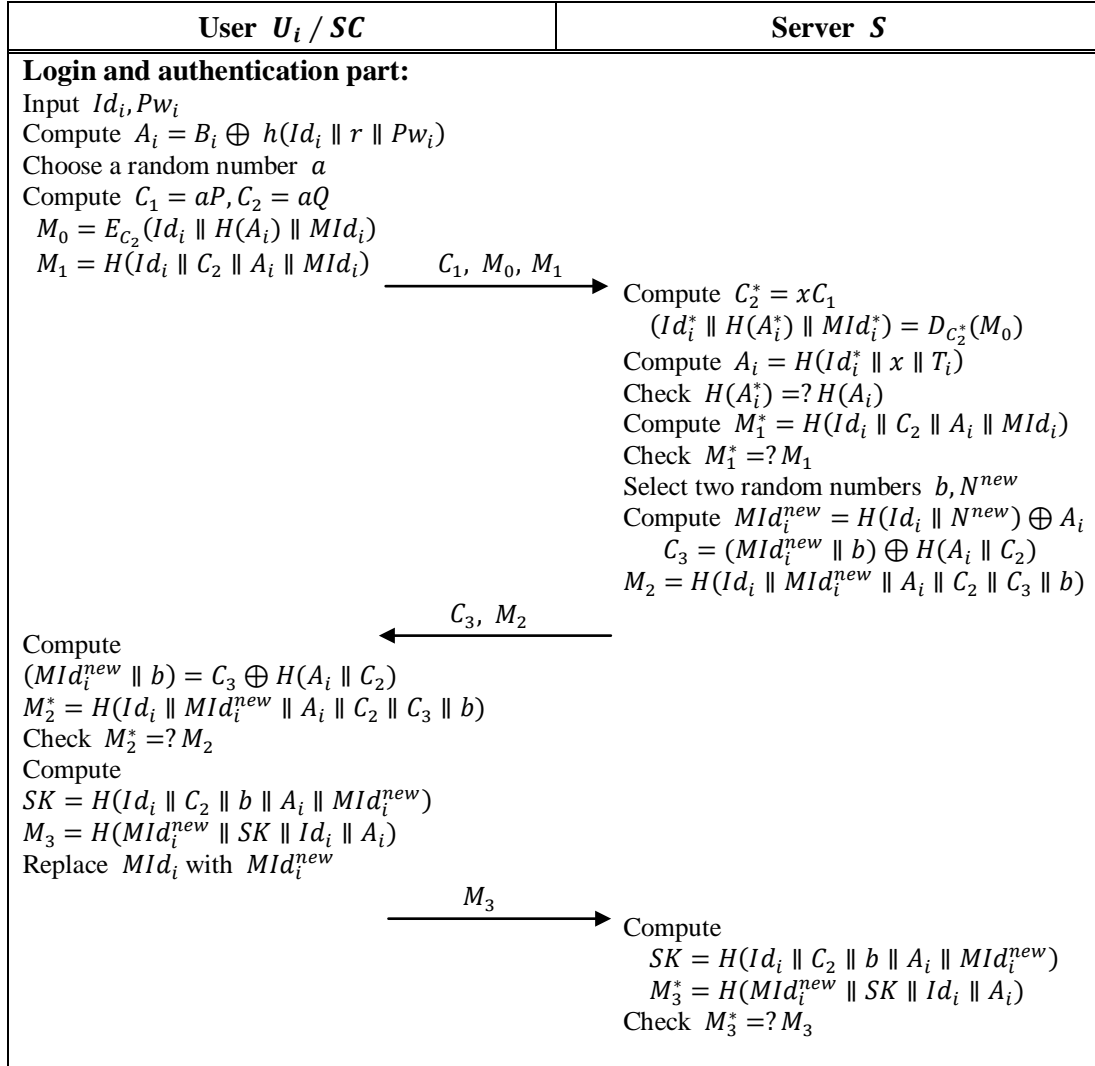 User U_i / SC
Server S
Login and authentication part:
Input Id_i, Pw_i
Compute A_i = B_i ⊕ h(Id_i ∥ r ∥ Pw_i)
Choose a random number a
Compute C_1 = aP, C_2 = aQ
M_0 = E_{C_2}(Id_i ∥ H(A_i) ∥ MId_i)
M_1 = H(Id_i ∥ C_2 ∥ A_i ∥ MId_i)
C_1, M_0, M_1
Compute C_2^* = xC_1
(Id_i^* ∥ H(A_i^*) ∥ MId_i^*) = D_{C_2^*}(M_0)
Compute A_i = H(Id_i^* ∥ x ∥ T_i)
Check H(A_i^*) =? H(A_i)
Compute M_1^* = H(Id_i ∥ C_2 ∥ A_i ∥ MId_i)
Check M_1^* =? M_1
Select two random numbers b, N^{new}
Compute MId_i^{new} = H(Id_i ∥ N^{new}) ⊕ A_i
C_3 = (MId_i^{new} ∥ b) ⊕ H(A_i ∥ C_2)
M_2 = H(Id_i ∥ MId_i^{new} ∥ A_i ∥ C_2 ∥ C_3 ∥ b)
C_3, M_2
Compute
(MId_i^{new} ∥ b) = C_3 ⊕ H(A_i ∥ C_2)
M_2^* = H(Id_i ∥ MId_i^{new} ∥ A_i ∥ C_2 ∥ C_3 ∥ b)
Check M_2^* =? M_2
Compute
SK = H(Id_i ∥ C_2 ∥ b ∥ A_i ∥ MId_i^{new})
M_3 = H(MId_i^{new} ∥ SK ∥ Id_i ∥ A_i)
Replace MId_i with MId_i^{new}
M_3
Compute
SK = H(Id_i ∥ C_2 ∥ b ∥ A_i ∥ MId_i^{new})
M_3^* = H(MId_i^{new} ∥ SK ∥ Id_i ∥ A_i)
Check M_3^* =? M_3